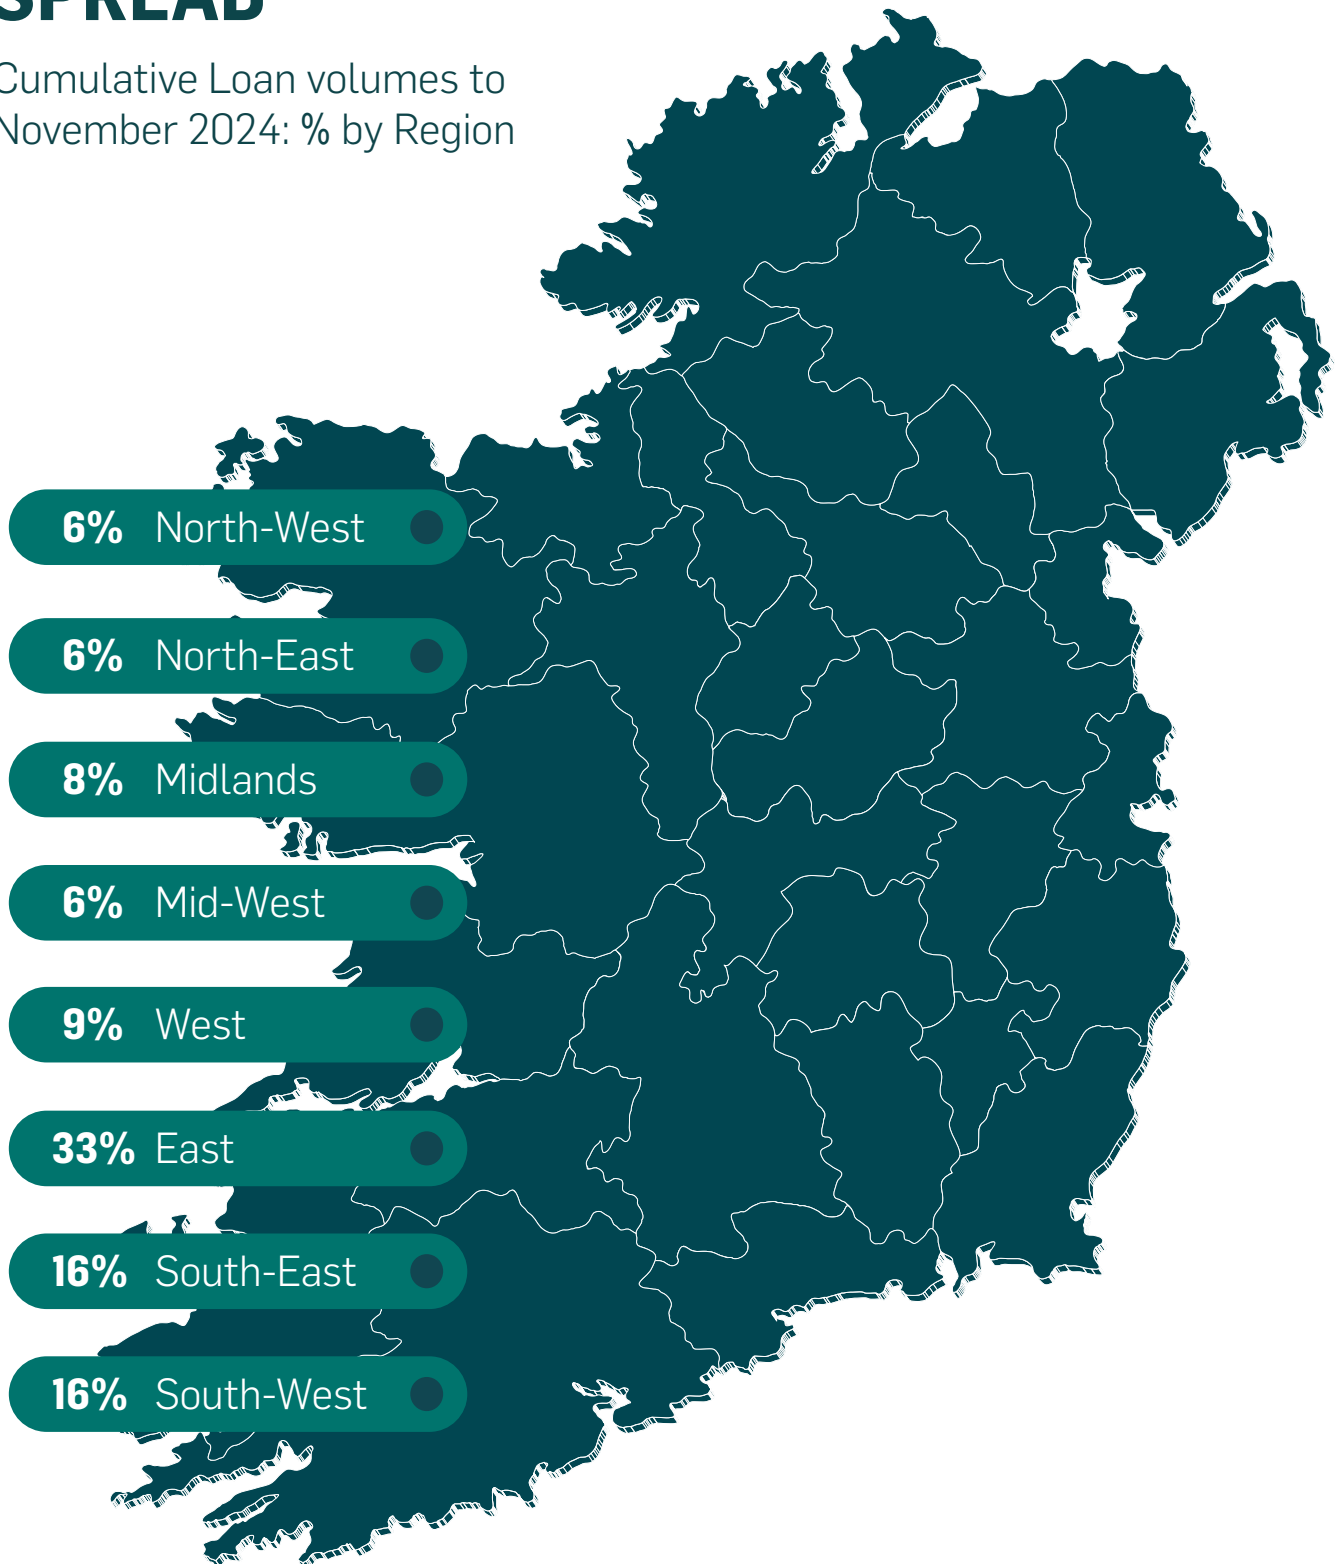 SPREAD
Cumulative Loan volumes to
November 2024: % by Region
6% North-West
6% North-East
8% Midlands
6% Mid-West
9% West
33% East
16% South-East
16% South-West